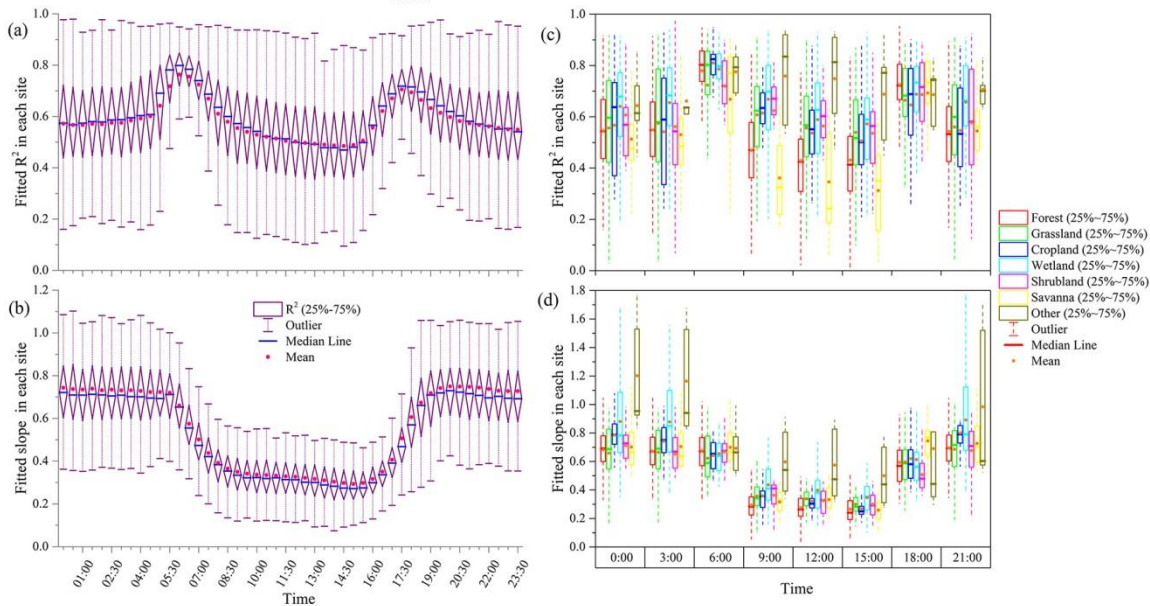 (a)
Fitted R² in each site
1.0
0.8
0.6
0.4
0.2
0.0
(b)
Fitted slope in each site
1.2
1.0
0.8
0.6
0.4
0.2
0.0
R² (25%-75%)
Outlier
Median Line
Mean
01:00
02:30
04:00
05:30
07:00
08:30
10:00
11:30
13:00
14:30
16:00
17:30
19:00
20:30
22:00
23:30
Time
(c)
Fitted R² in each site
1.0
0.8
0.6
0.4
0.2
0.0
(d)
Fitted slope in each site
1.8
1.6
1.4
1.2
1.0
0.8
0.6
0.4
0.2
0.0
0:00 3:00 6:00 9:00 12:00 15:00 18:00 21:00
Time
Forest (25%~75%)
Grassland (25%~75%)
Cropland (25%~75%)
Wetland (25%~75%)
Shrubland (25%~75%)
Savanna (25%~75%)
Other (25%~75%)
Outlier
Median Line
Mean